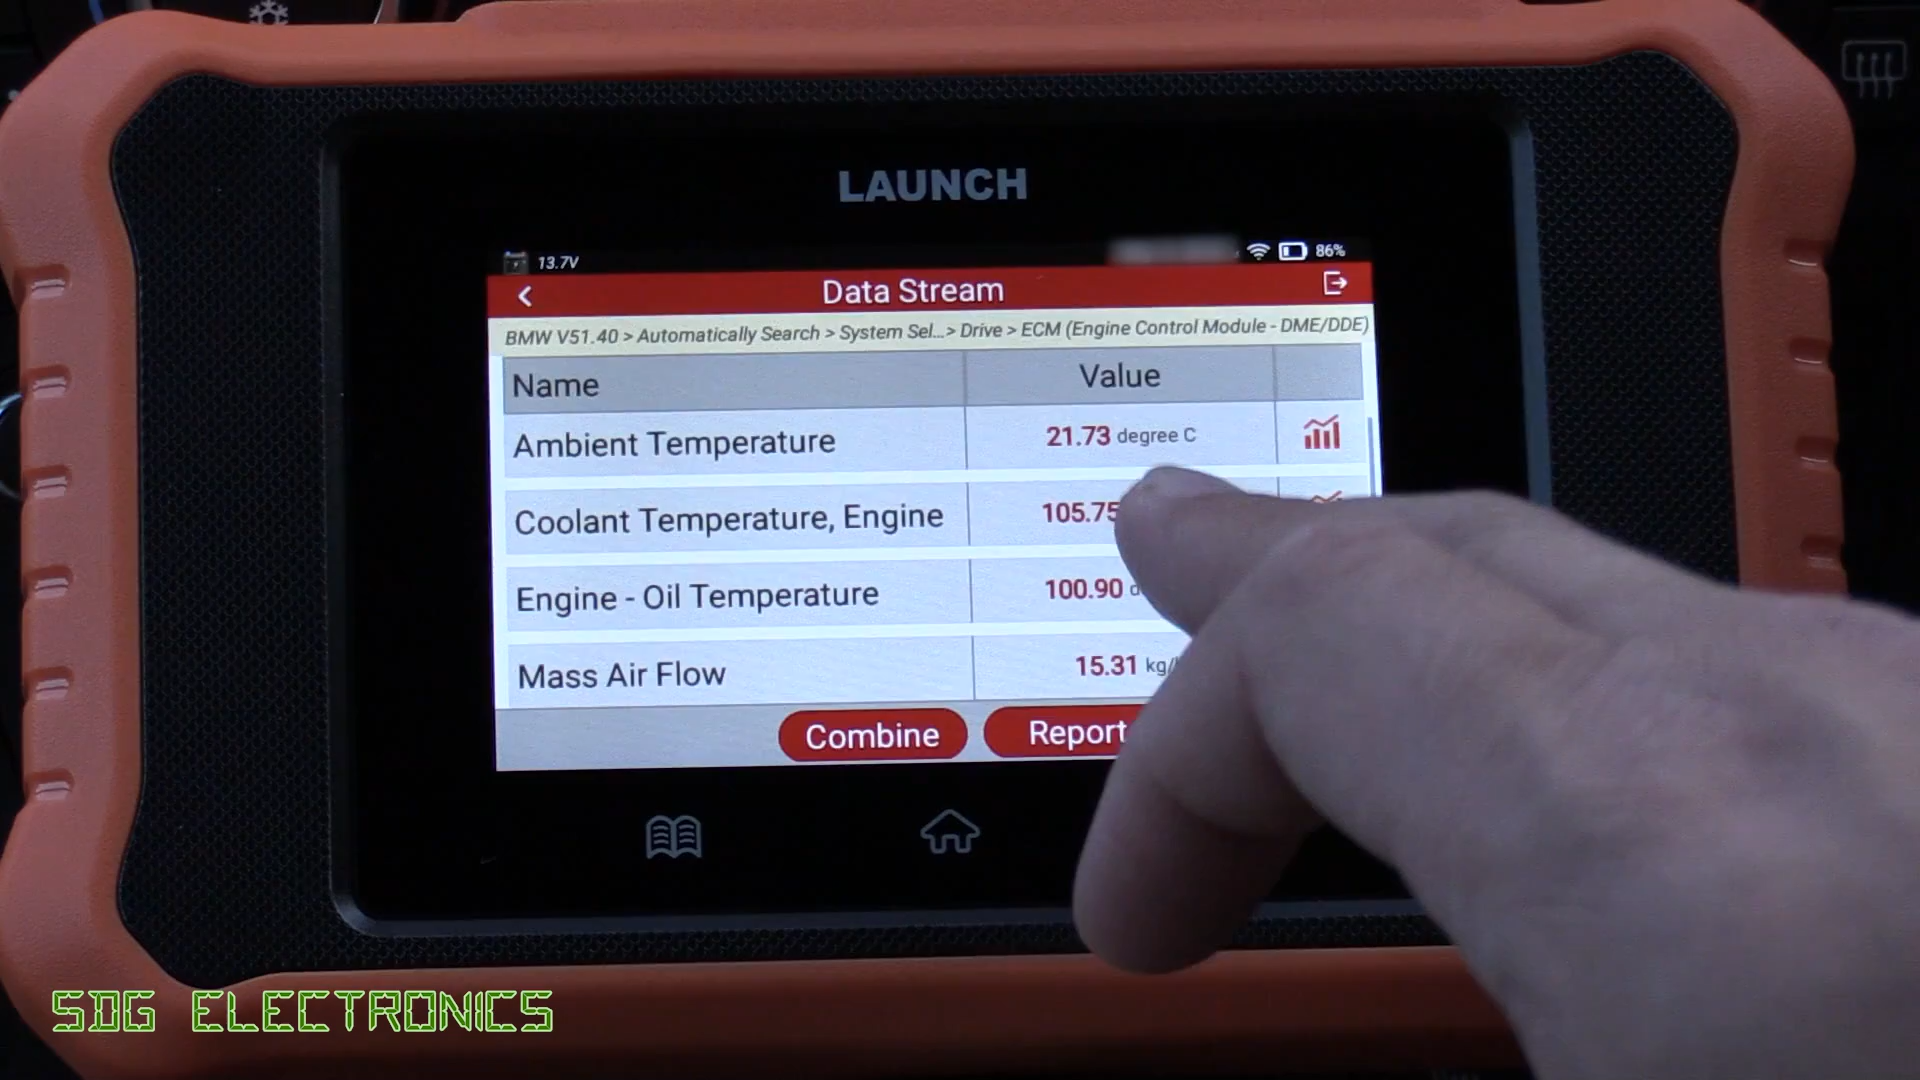 LAUNCH
13.7V
86%
Data Stream
BMW V51.40 > Automatically Search > System Sel...> Drive > ECM (Engine Control Module - DME/DDE)
Name Value
Ambient Temperature 21.73 degree C
Coolant Temperature, Engine 105.75
Engine - Oil Temperature 100.90
Mass Air Flow 15.31
Combine Report
SDG ELECTRONICS